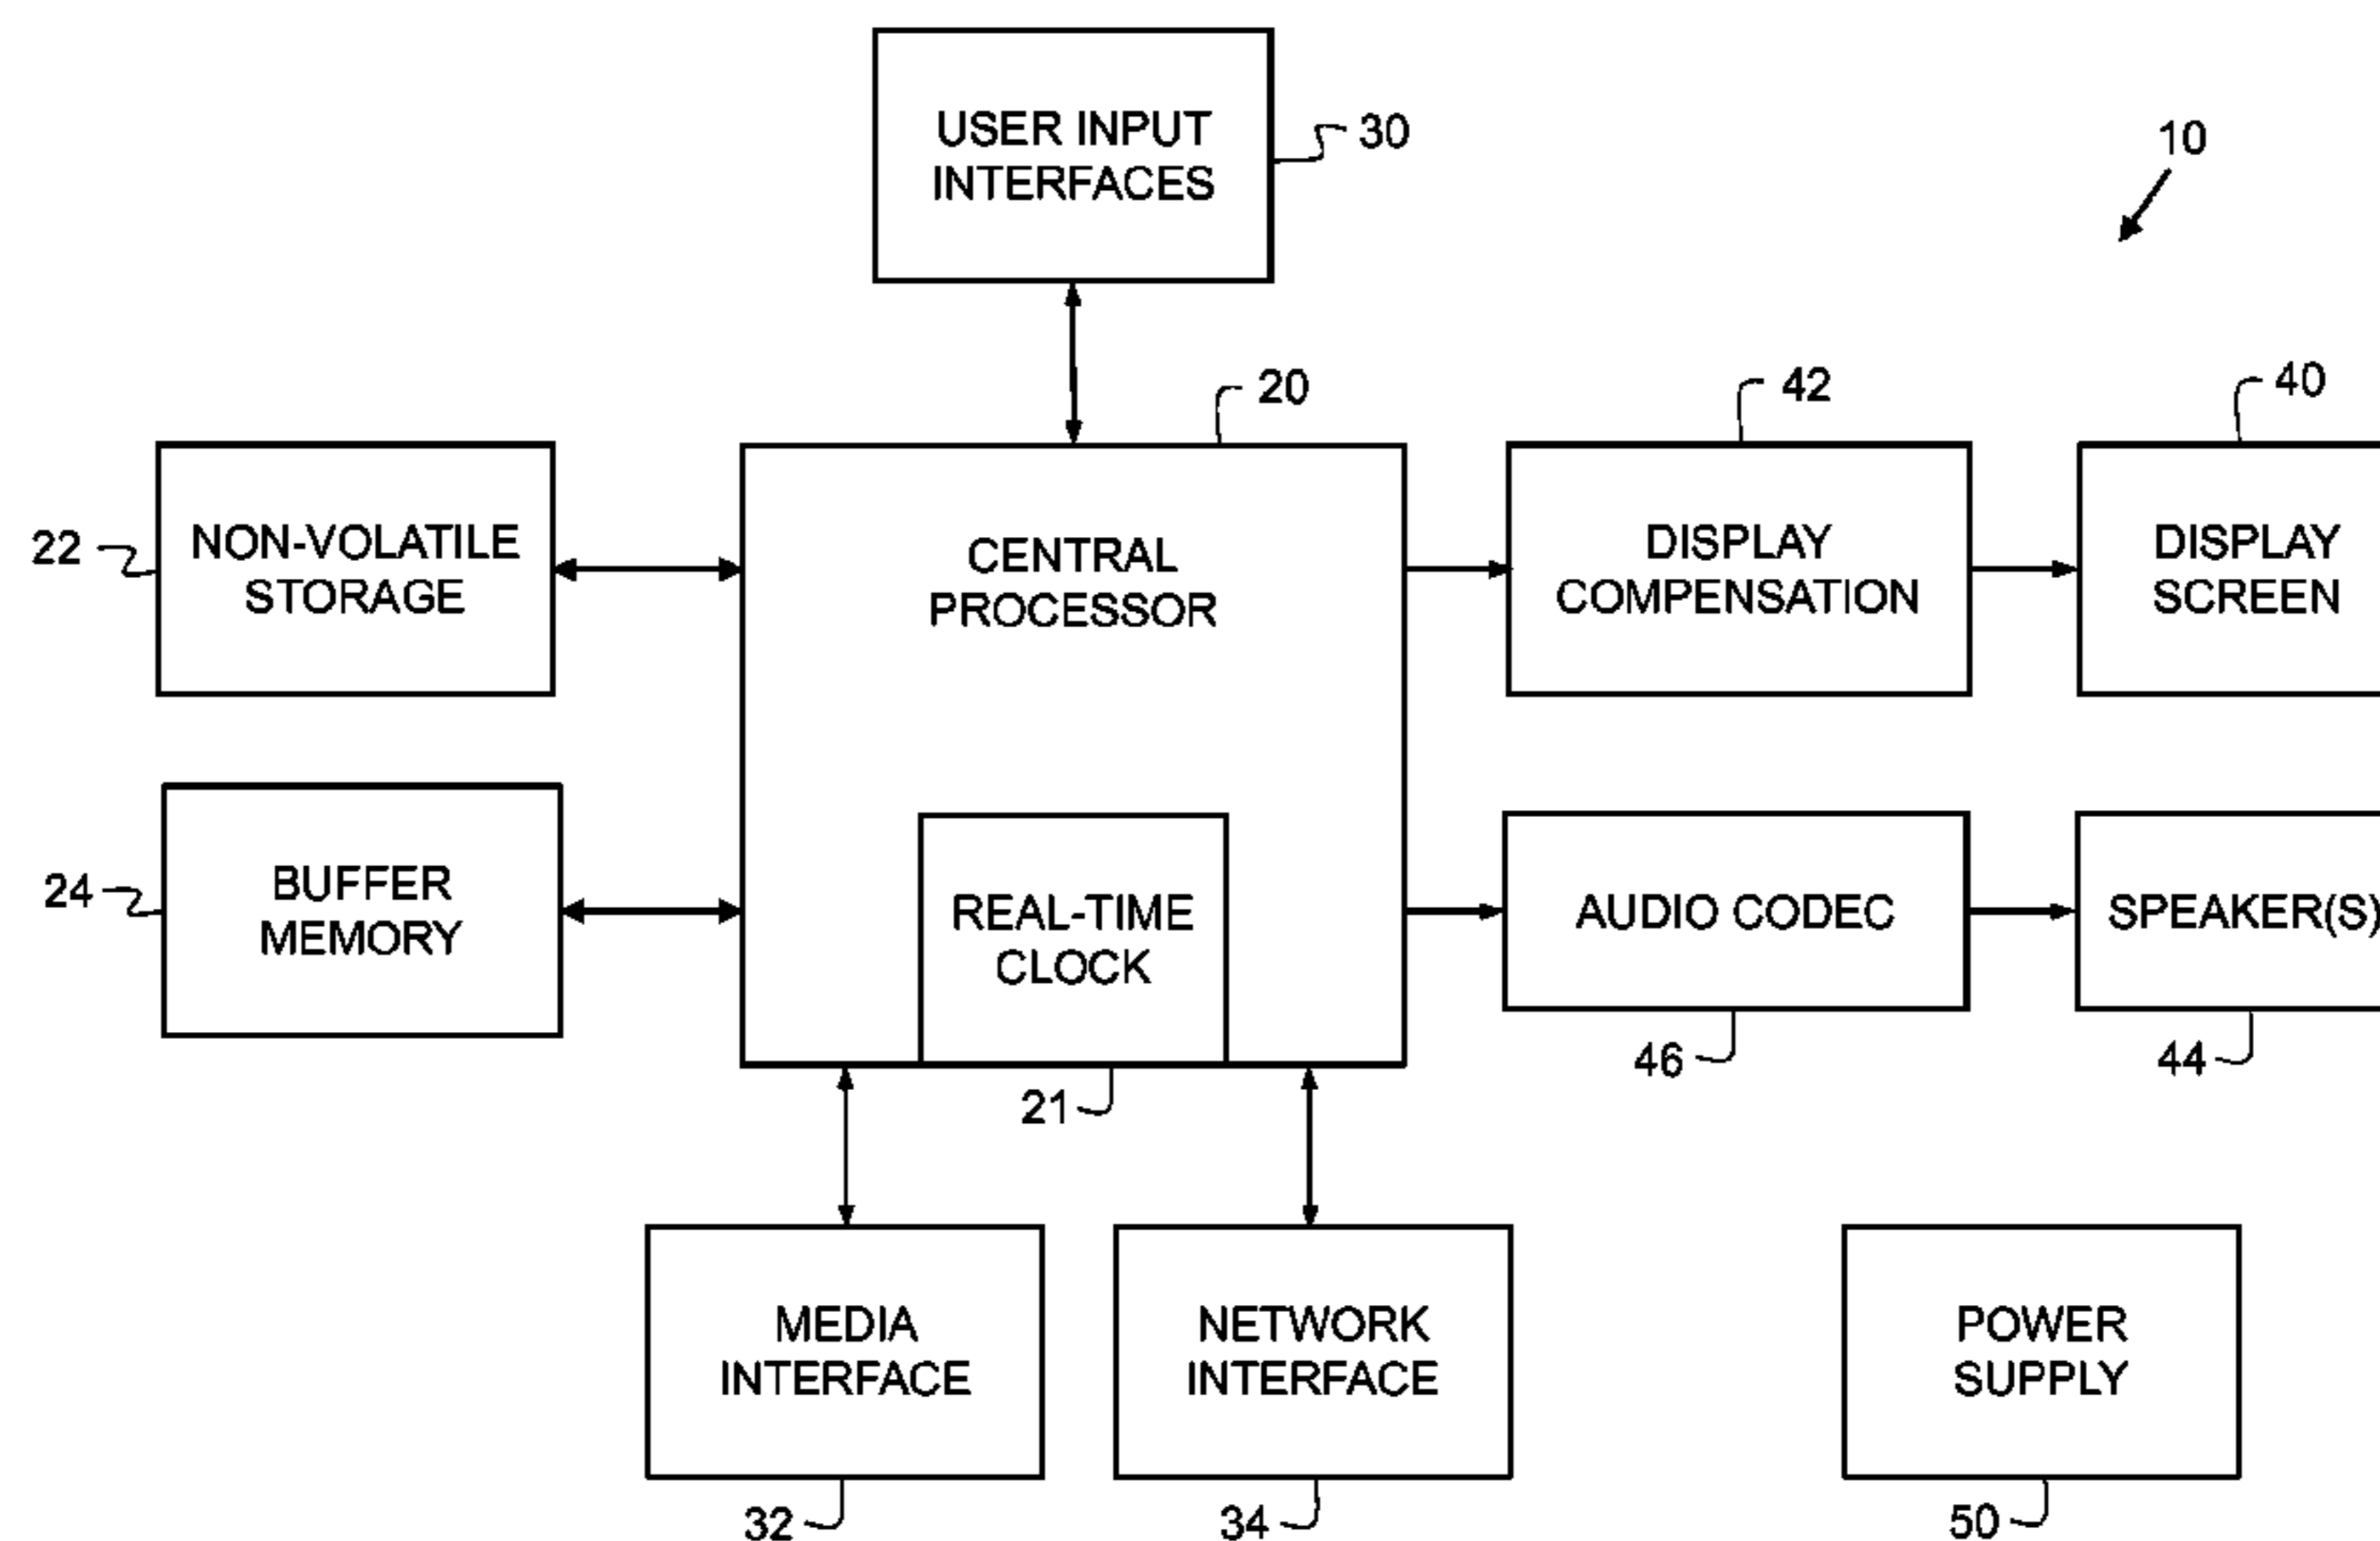 USER INPUT
INTERFACES
30
10
20
42
40
22
NON-VOLATILE
STORAGE
CENTRAL
PROCESSOR
DISPLAY
COMPENSATION
DISPLAY
SCREEN
24
BUFFER
MEMORY
REAL-TIME
CLOCK
AUDIO CODEC
SPEAKER(S)
46
44
21
MEDIA
INTERFACE
NETWORK
INTERFACE
POWER
SUPPLY
32
34
50